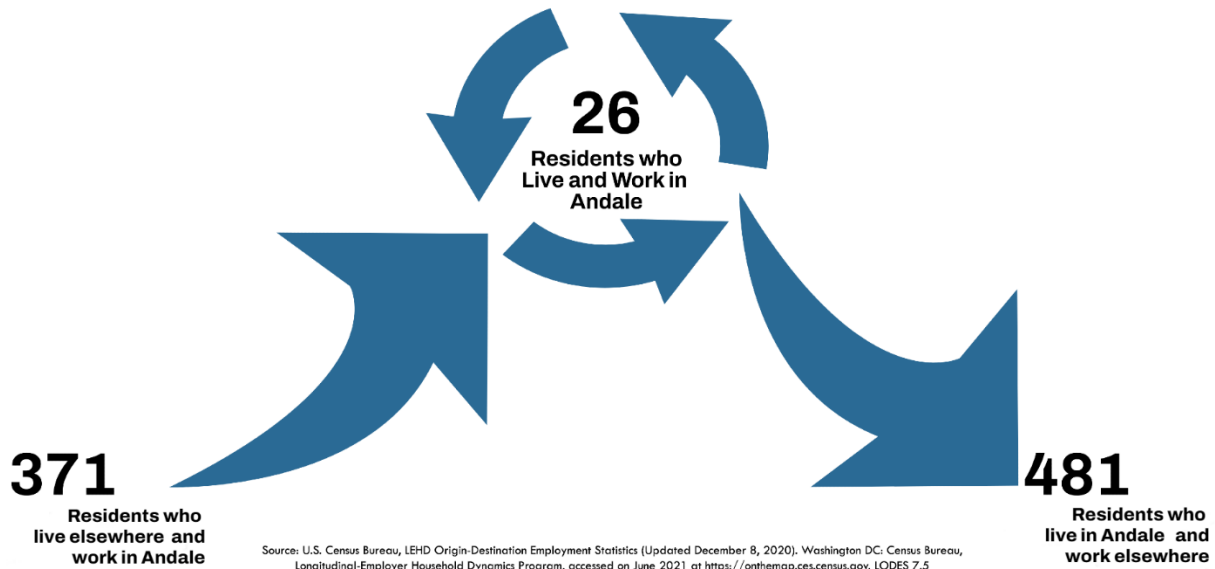 26
Residents who
Live and Work in
Andale
371
Residents who
live elsewhere and
work in Andale
481
Residents who
live in Andale and
work elsewhere
Source: U.S. Census Bureau, LEHD Origin-Destination Employment Statistics (Updated December 8, 2020). Washington DC: Census Bureau,
Longitudinal-Employer Household Dynamics Program, accessed on June 2021 at https://onthemap.ces.census.gov. LODES 7.5